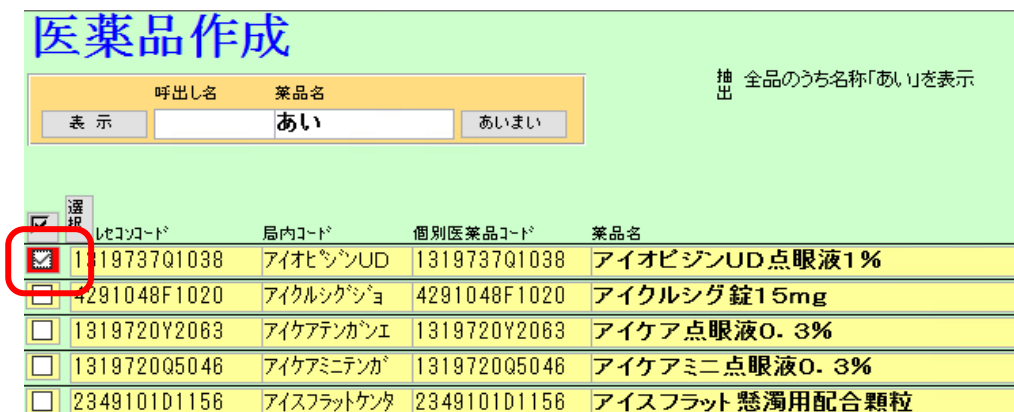 医薬品作成
抽出 全品のうち名称「あい」を表示
呼出し名 薬品名
表 示 あい あいまい
選択
レセコンコード 局内コード 個別医薬品コード 薬品名
1319737Q1038 アイオピジンUD 1319737Q1038 アイオピジンUD点眼液1%
4291048F1020 アイクルシグジョ 4291048F1020 アイクルシグ錠15mg
1319720Y2063 アイケアテンガンエ 1319720Y2063 アイケア点眼液0．3%
1319720Q5046 アイケアミニテンガ 1319720Q5046 アイケアミニ点眼液0．3%
2349101D1156 アイスフラットケンタ 2349101D1156 アイスフラット懸濁用配合顆粒